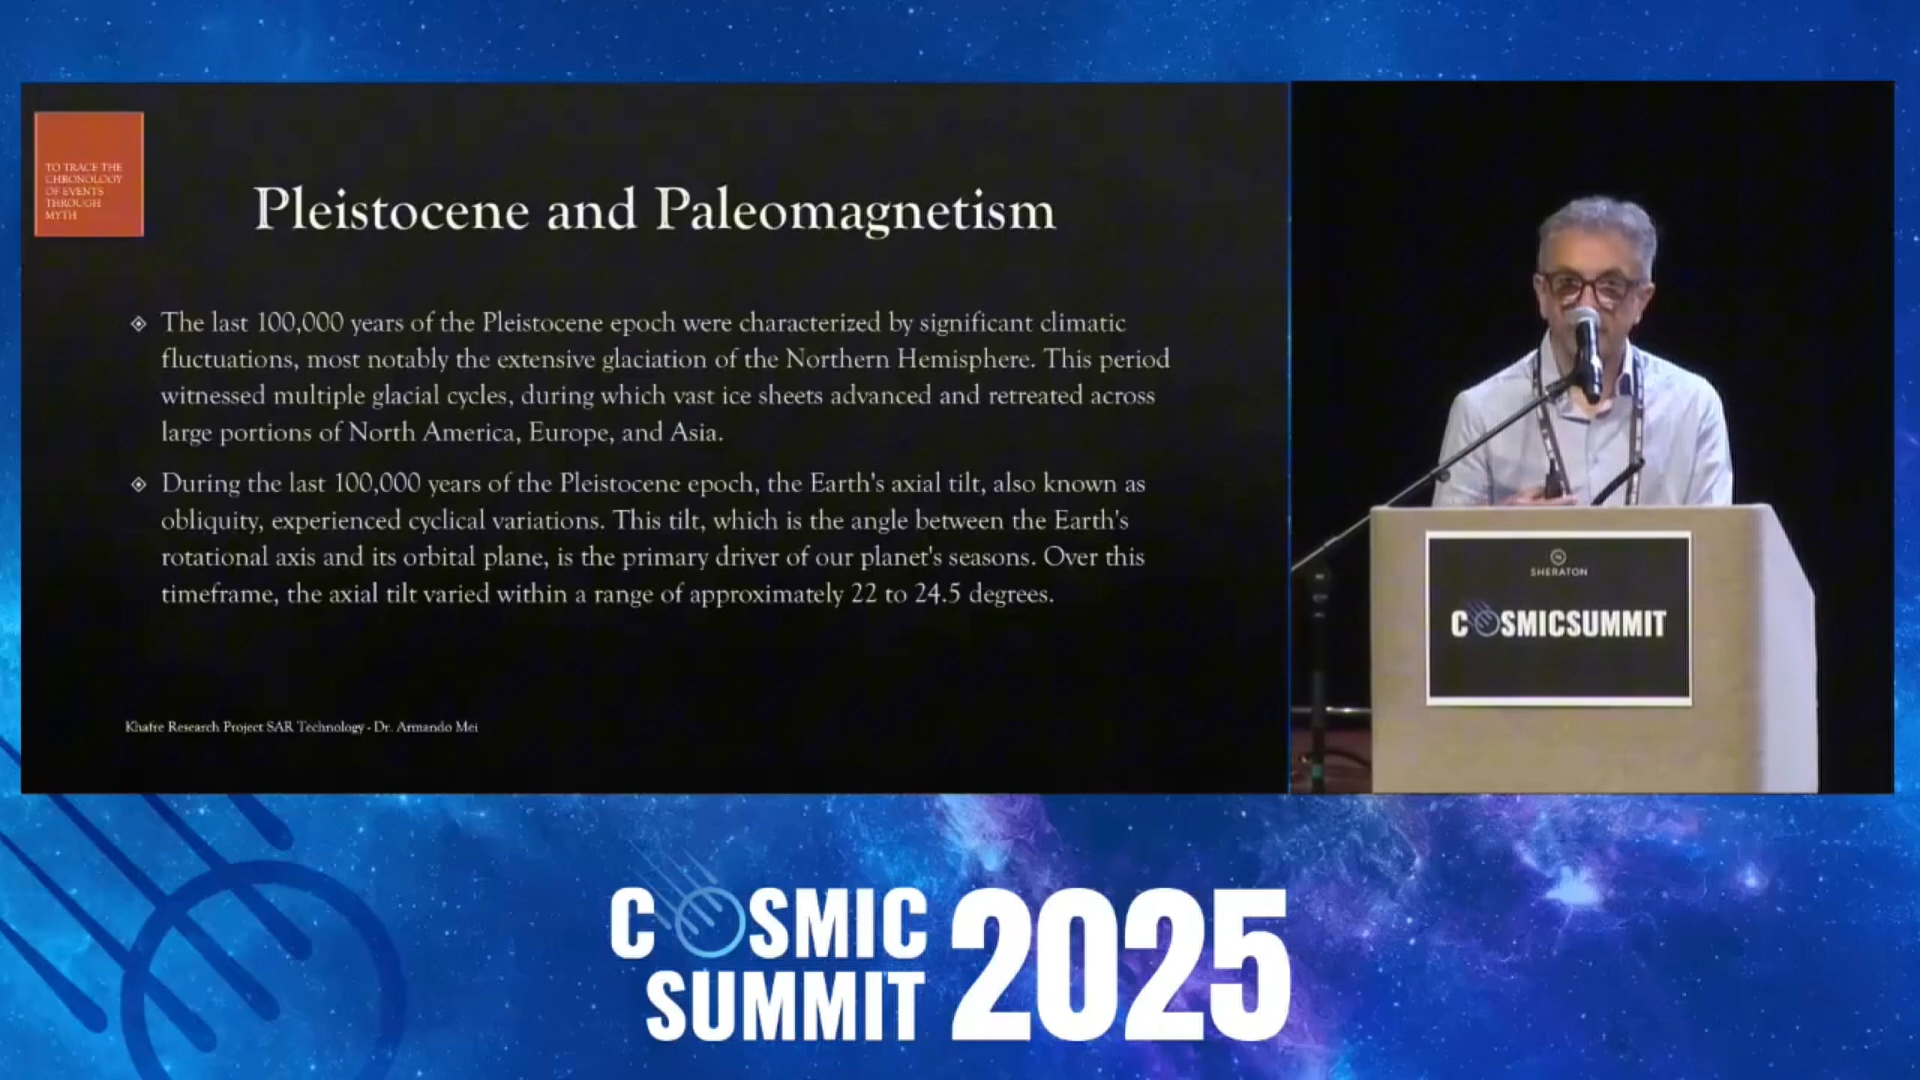 TO TRACE THE
CHRONOLOGY
OF EVENTS
THROUGH
MYTH
Pleistocene and Paleomagnetism
The last 100,000 years of the Pleistocene epoch were characterized by significant climatic
fluctuations, most notably the extensive glaciation of the Northern Hemisphere. This period
witnessed multiple glacial cycles, during which vast ice sheets advanced and retreated across
large portions of North America, Europe, and Asia.
During the last 100,000 years of the Pleistocene epoch, the Earth's axial tilt, also known as
obliquity, experienced cyclical variations. This tilt, which is the angle between the Earth's
rotational axis and its orbital plane, is the primary driver of our planet's seasons. Over this
timeframe, the axial tilt varied within a range of approximately 22 to 24.5 degrees.
Khafre Research Project SAR Technology - Dr. Armando Mei
SHERATON
COSMICSUMMIT
COSMIC
SUMMIT
2025